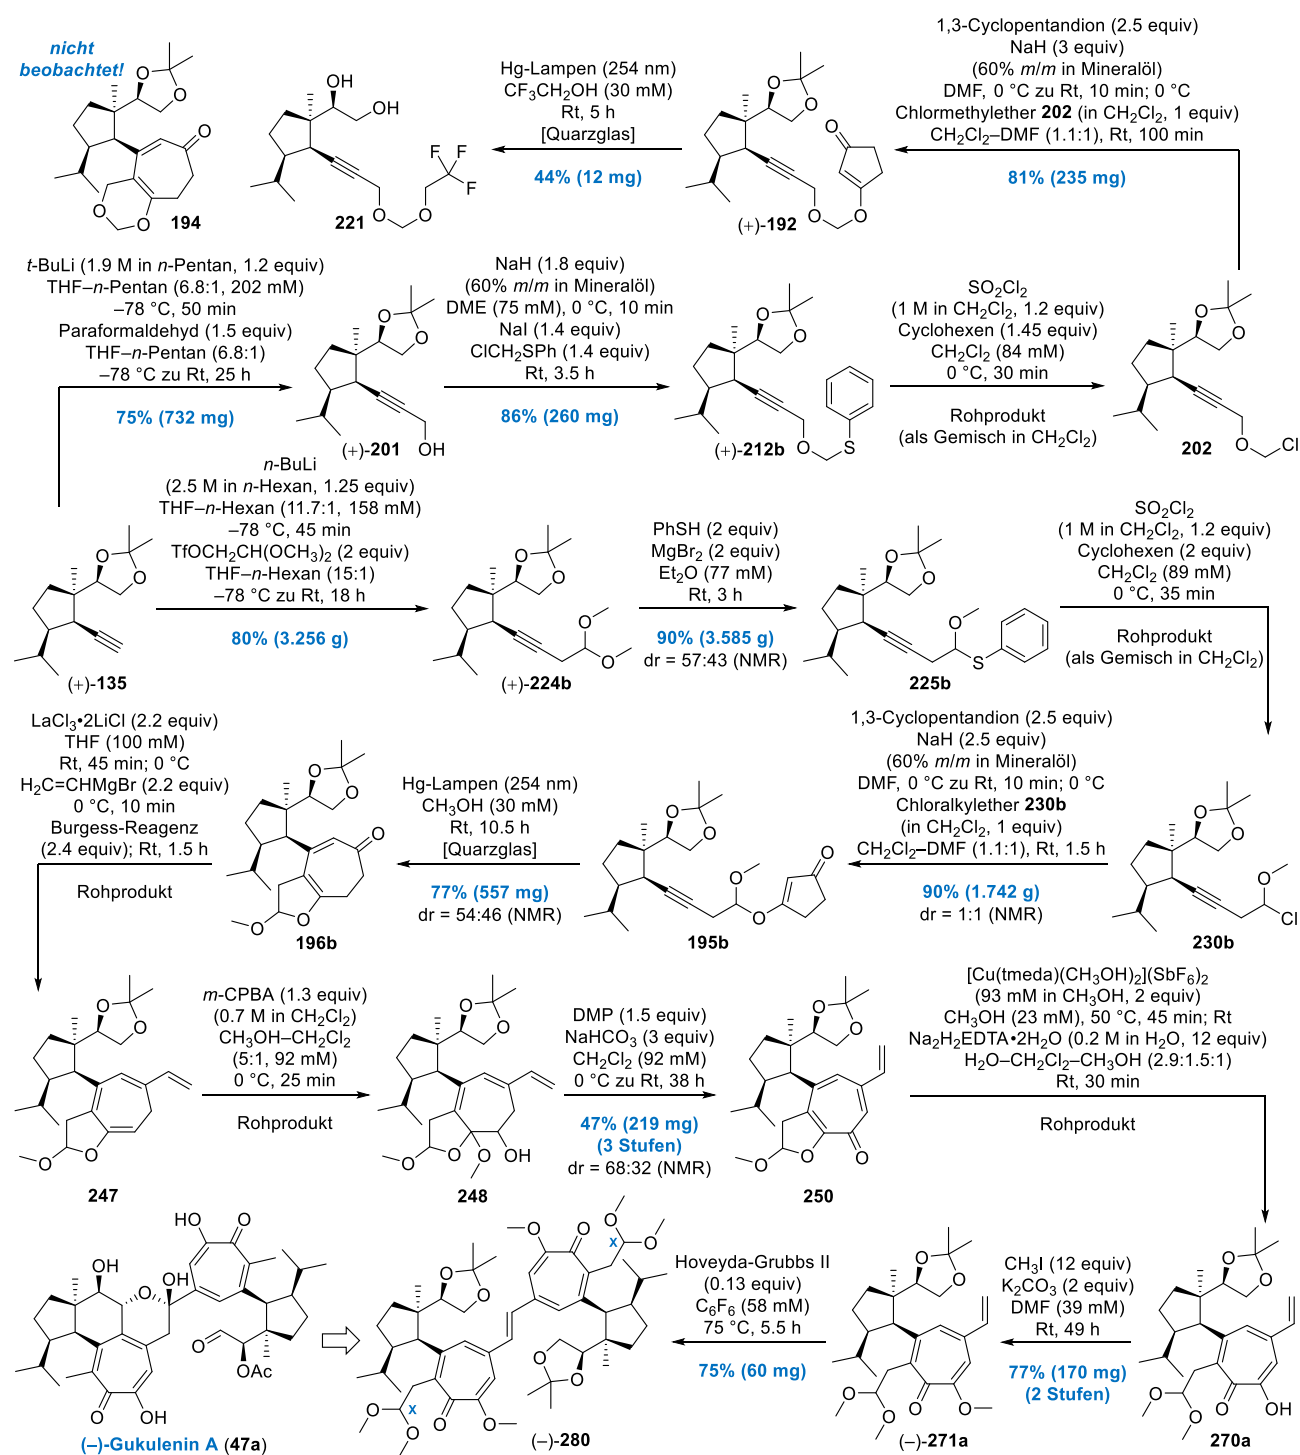 nicht
beobachtet!
194
OH
OH
221
Hg-Lampen (254 nm)
CF₃CH₂OH (30 mM)
Rt, 5 h
[Quarzglas]
44% (12 mg)
(+)-192
1,3-Cyclopentandion (2.5 equiv)
NaH (3 equiv)
(60% m/m in Mineralöl)
DMF, 0 °C zu Rt, 10 min; 0 °C
Chlormethylether 202 (in CH₂Cl₂, 1 equiv)
CH₂Cl₂–DMF (1.1:1), Rt, 100 min
81% (235 mg)
t-BuLi (1.9 M in n-Pentan, 1.2 equiv)
THF–n-Pentan (6.8:1, 202 mM)
–78 °C, 50 min
Paraformaldehyd (1.5 equiv)
THF–n-Pentan (6.8:1)
–78 °C zu Rt, 25 h
75% (732 mg)
OH
(+)-201
NaH (1.8 equiv)
(60% m/m in Mineralöl)
DME (75 mM), 0 °C, 10 min
NaI (1.4 equiv)
ClCH₂SPh (1.4 equiv)
Rt, 3.5 h
86% (260 mg)
(+)-212b
SO₂Cl₂
(1 M in CH₂Cl₂, 1.2 equiv)
Cyclohexen (1.45 equiv)
CH₂Cl₂ (84 mM)
0 °C, 30 min
Rohprodukt
(als Gemisch in CH₂Cl₂)
Cl
202
(+)-135
n-BuLi
(2.5 M in n-Hexan, 1.25 equiv)
THF–n-Hexan (11.7:1, 158 mM)
–78 °C, 45 min
TfOCH₂CH(OCH₃)₂ (2 equiv)
THF–n-Hexan (15:1)
–78 °C zu Rt, 18 h
80% (3.256 g)
(+)-224b
PhSH (2 equiv)
MgBr₂ (2 equiv)
Et₂O (77 mM)
Rt, 3 h
90% (3.585 g)
dr = 57:43 (NMR)
225b
SO₂Cl₂
(1 M in CH₂Cl₂, 1.2 equiv)
Cyclohexen (2 equiv)
CH₂Cl₂ (89 mM)
0 °C, 35 min
Rohprodukt
(als Gemisch in CH₂Cl₂)
LaCl₃•2LiCl (2.2 equiv)
THF (100 mM)
Rt, 45 min; 0 °C
H₂C=CHMgBr (2.2 equiv)
0 °C, 10 min
Burgess-Reagenz
(2.4 equiv); Rt, 1.5 h
Rohprodukt
196b
Hg-Lampen (254 nm)
CH₃OH (30 mM)
Rt, 10.5 h
[Quarzglas]
77% (557 mg)
dr = 54:46 (NMR)
195b
1,3-Cyclopentandion (2.5 equiv)
NaH (2.5 equiv)
(60% m/m in Mineralöl)
DMF, 0 °C zu Rt, 10 min; 0 °C
Chloralkylether 230b
(in CH₂Cl₂, 1 equiv)
CH₂Cl₂–DMF (1.1:1), Rt, 1.5 h
90% (1.742 g)
dr = 1:1 (NMR)
Cl
230b
247
m-CPBA (1.3 equiv)
(0.7 M in CH₂Cl₂)
CH₃OH–CH₂Cl₂
(5:1, 92 mM)
0 °C, 25 min
Rohprodukt
OH
248
DMP (1.5 equiv)
NaHCO₃ (3 equiv)
CH₂Cl₂ (92 mM)
0 °C zu Rt, 38 h
47% (219 mg)
(3 Stufen)
dr = 68:32 (NMR)
250
[Cu(tmeda)(CH₃OH)₂](SbF₆)₂
(93 mM in CH₃OH, 2 equiv)
CH₃OH (23 mM), 50 °C, 45 min; Rt
Na₂H₂EDTA•2H₂O (0.2 M in H₂O, 12 equiv)
H₂O–CH₂Cl₂–CH₃OH (2.9:1.5:1)
Rt, 30 min
Rohprodukt
HO
OH
OH
OAc
OH
(–)-Gukulenin A (47a)
x
x
(–)-280
Hoveyda-Grubbs II
(0.13 equiv)
C₆F₆ (58 mM)
75 °C, 5.5 h
75% (60 mg)
(–)-271a
CH₃I (12 equiv)
K₂CO₃ (2 equiv)
DMF (39 mM)
Rt, 49 h
77% (170 mg)
(2 Stufen)
OH
270a